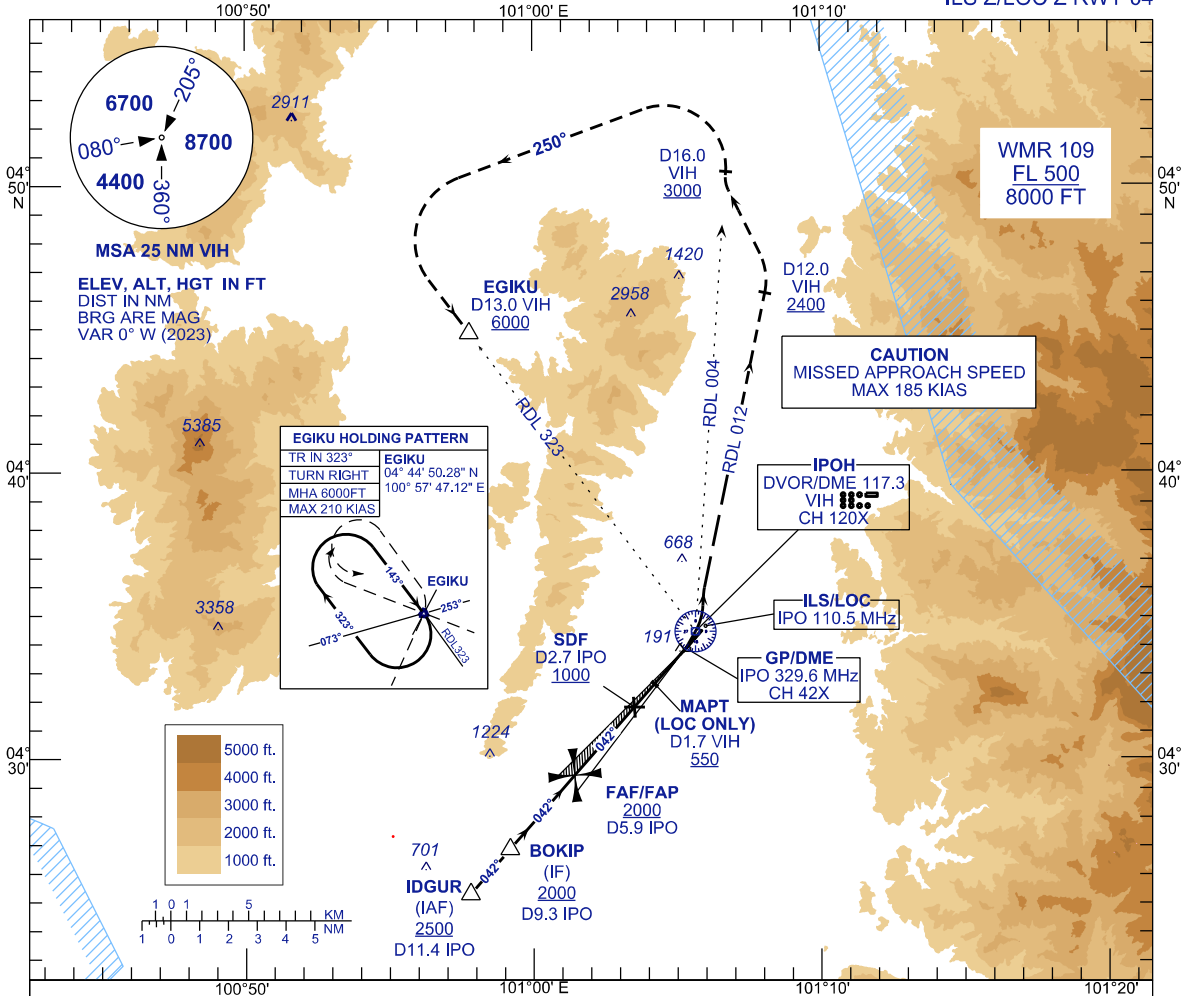 ILS Z/LOC Z RWY 04
100°50'
101°00' E
101°10'
6700
205°
8700
080°
4400
360°
MSA 25 NM VIH
ELEV, ALT, HGT IN FT
DIST IN NM
BRG ARE MAG
VAR 0° W (2023)
2911
250°
D16.0
VIH
3000
WMR 109
FL 500
8000 FT
04°
50'
N
04°
50'
N
1420
2958
EGIKU
D13.0 VIH
6000
D12.0
VIH
2400
CAUTION
MISSED APPROACH SPEED
MAX 185 KIAS
RDL 323
RDL 004
RDL 012
5385
3358
04°
40'
04°
40'
EGIKU HOLDING PATTERN
TR IN 323°
TURN RIGHT
MHA 6000FT
MAX 210 KIAS
EGIKU
04° 44' 50.28" N
100° 57' 47.12" E
143°
EGIKU
253°
323°
073°
RDL323
IPOH
DVOR/DME 117.3
VIH
CH 120X
668
ILS/LOC
IPO 110.5 MHz
191
GP/DME
IPO 329.6 MHz
CH 42X
SDF
D2.7 IPO
1000
MAPT
(LOC ONLY)
D1.7 VIH
550
042°
1224
04°
30'
04°
30'
FAF/FAP
2000
D5.9 IPO
042°
BOKIP
(IF)
2000
D9.3 IPO
042°
701
IDGUR
(IAF)
2500
D11.4 IPO
5000 ft.
4000 ft.
3000 ft.
2000 ft.
1000 ft.
1 0 1 5 KM
1 0 1 2 3 4 5 NM
100°50'
101°00' E
101°10'
101°20'